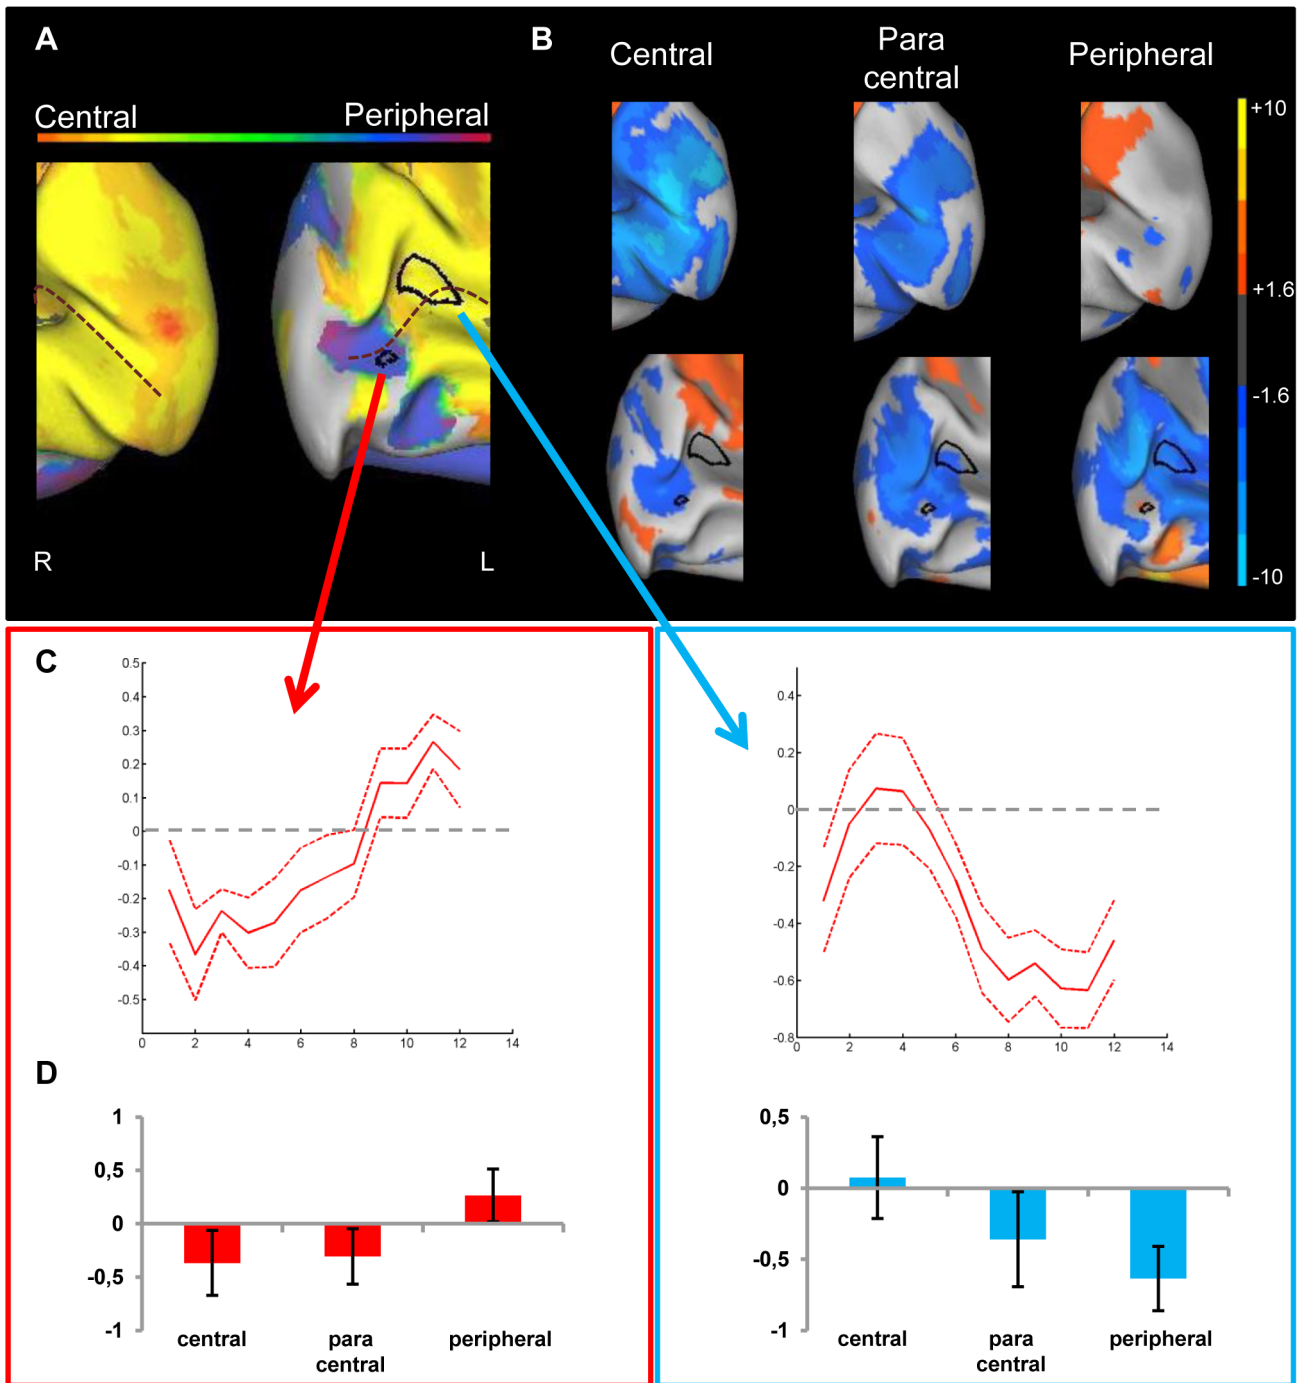 A
B
Central
Para
central
Peripheral
Central
Peripheral
+10
+1.6
-1.6
-10
R
L
C
0.5
0.4
0.3
0.2
0.1
0
-0.1
-0.2
-0.3
-0.4
-0.5
0 2 4 6 8 10 12 14
0.4
0.2
0
-0.2
-0.4
-0.6
-0.8
0 2 4 6 8 10 12 14
D
1
0,5
0
-0,5
-1
central
para
central
peripheral
0,5
0
-0,5
-1
central
para
central
peripheral